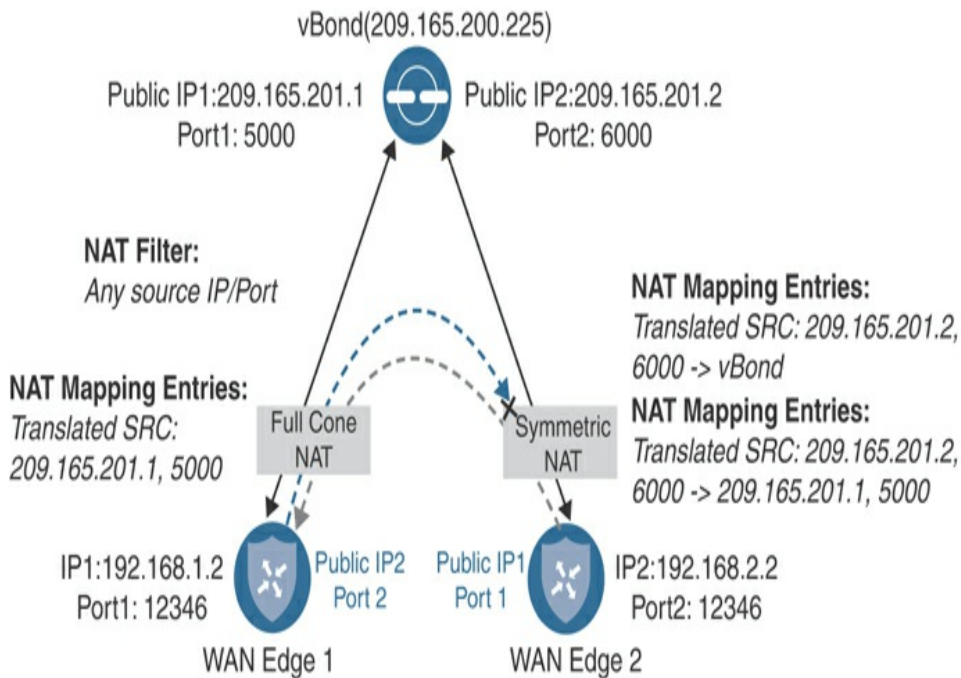 vBond(209.165.200.225)
Public IP1:209.165.201.1
Port1: 5000
Public IP2:209.165.201.2
Port2: 6000
NAT Filter:
Any source IP/Port
NAT Mapping Entries:
Translated SRC: 209.165.201.2,
6000 -> vBond
NAT Mapping Entries:
Translated SRC: 209.165.201.2,
6000 -> 209.165.201.1, 5000
NAT Mapping Entries:
Translated SRC:
209.165.201.1, 5000
Full Cone
NAT
Symmetric
NAT
IP1:192.168.1.2
Port1: 12346
Public IP2
Port 2
Public IP1
Port 1
IP2:192.168.2.2
Port2: 12346
WAN Edge 1
WAN Edge 2